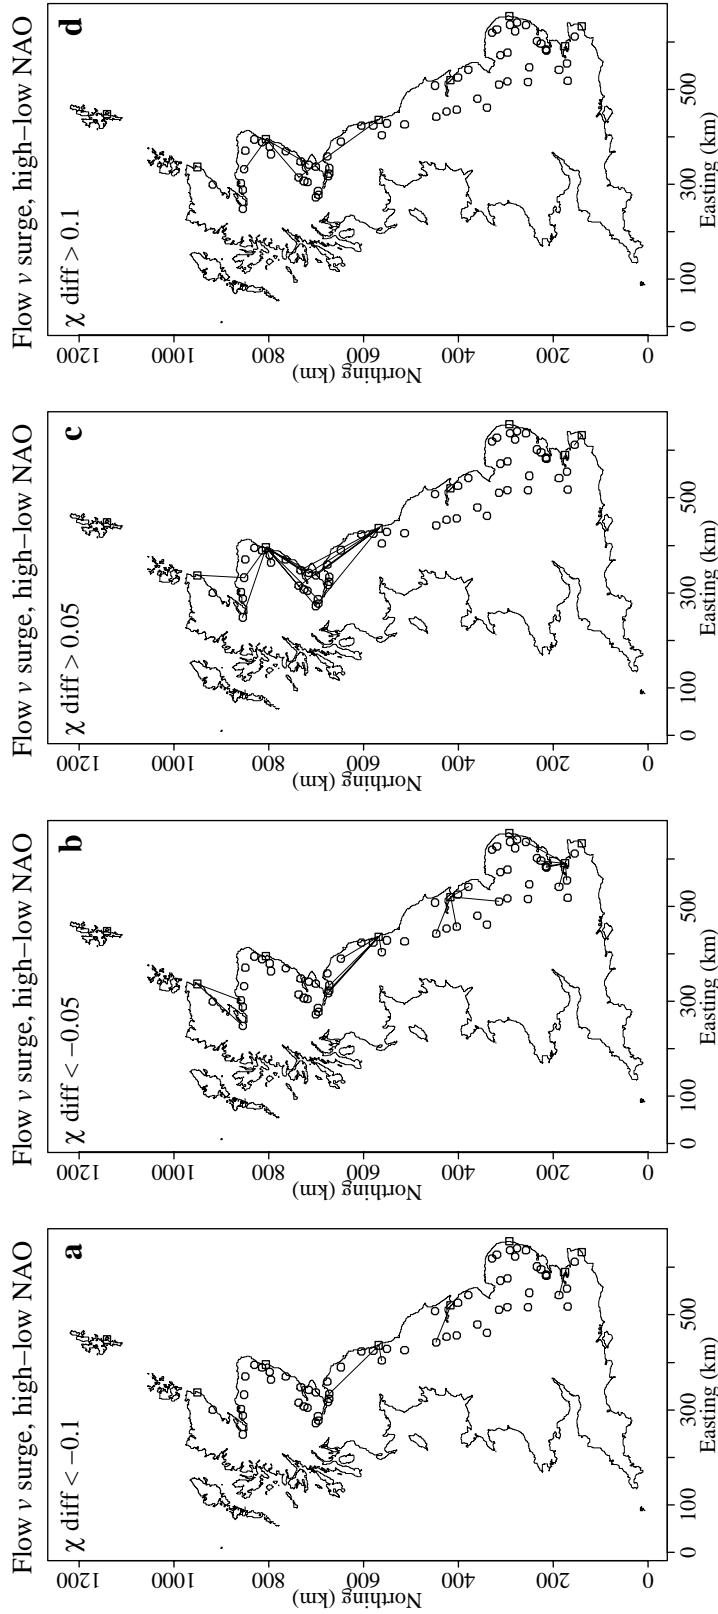 Flow v surge, high−low NAO
χ diff < −0.1
a
Northing (km)
1200
1000
800
600
400
200
0
0
100
300
500
Easting (km)
Flow v surge, high−low NAO
χ diff < −0.05
b
Northing (km)
1200
1000
800
600
400
200
0
0
100
300
500
Easting (km)
Flow v surge, high−low NAO
χ diff > 0.05
c
Northing (km)
1200
1000
800
600
400
200
0
0
100
300
500
Easting (km)
Flow v surge, high−low NAO
χ diff > 0.1
d
Northing (km)
1200
1000
800
600
400
200
0
0
100
300
500
Easting (km)